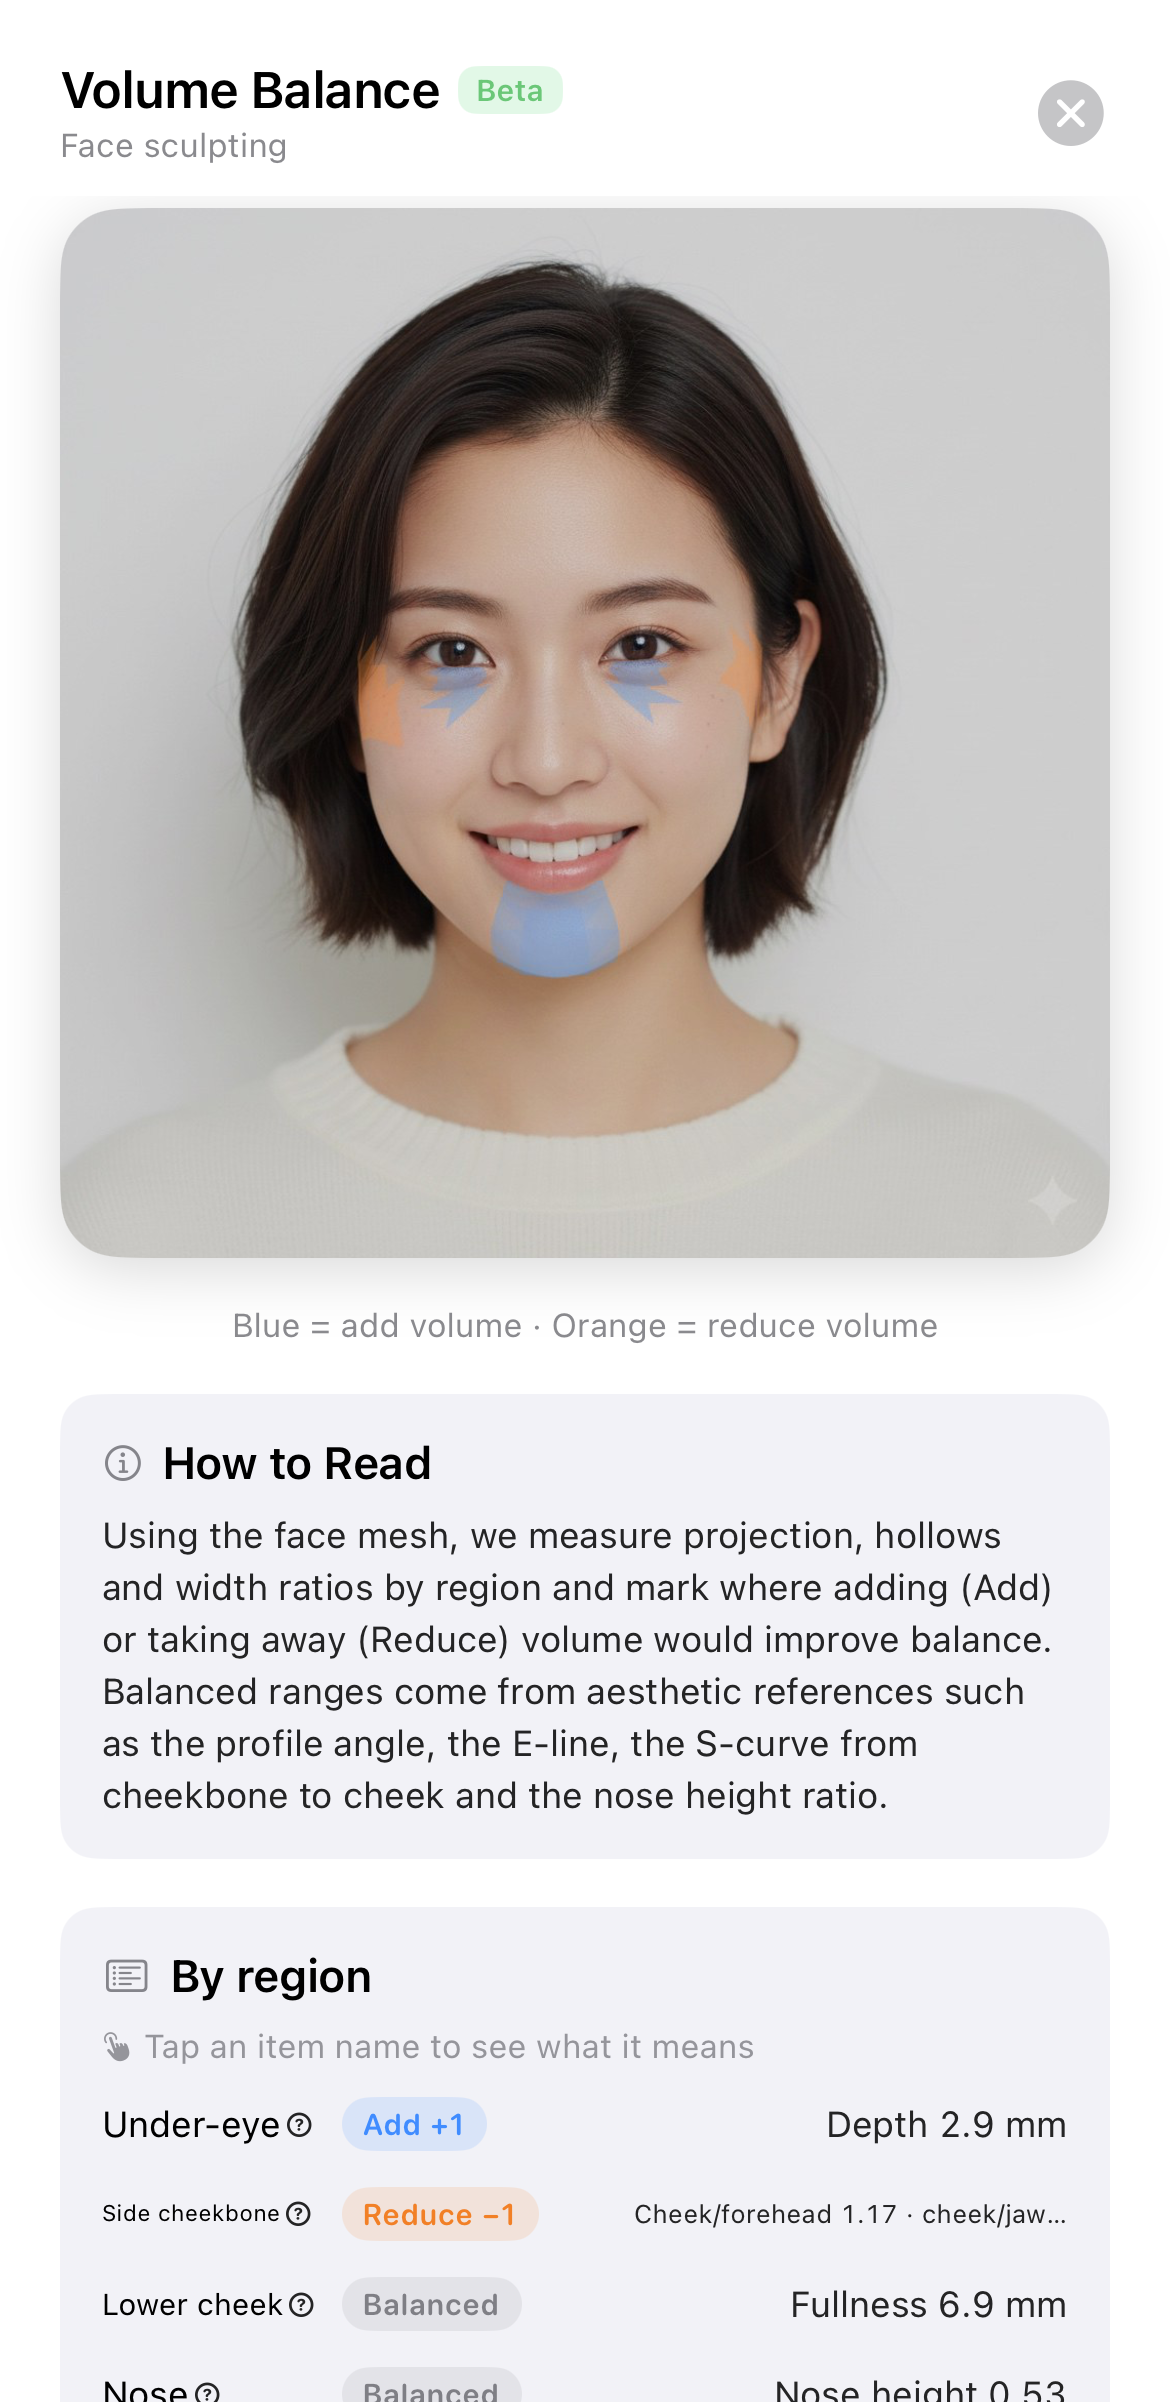 Volume Balance
Beta
Face sculpting
Blue = add volume · Orange = reduce volume
How to Read
Using the face mesh, we measure projection, hollows
and width ratios by region and mark where adding (Add)
or taking away (Reduce) volume would improve balance.
Balanced ranges come from aesthetic references such
as the profile angle, the E-line, the S-curve from
cheekbone to cheek and the nose height ratio.
By region
Tap an item name to see what it means
Under-eye Add +1 Depth 2.9 mm
Side cheekbone Reduce −1 Cheek/forehead 1.17 · cheek/jaw...
Lower cheek Balanced Fullness 6.9 mm
Nose Balanced Nose height 0.53